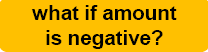 what if amount
is negative?